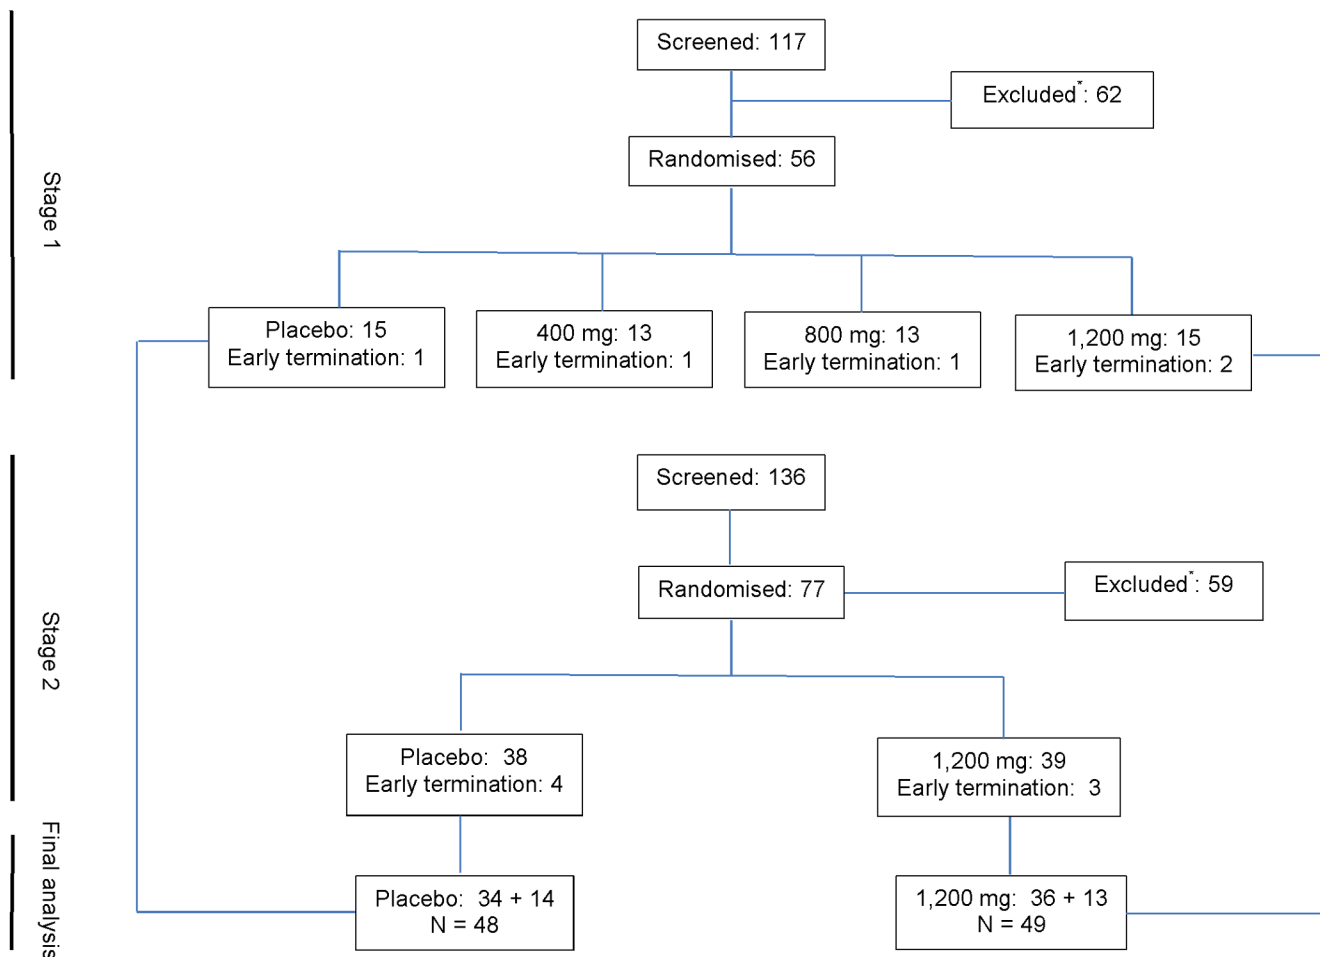 Stage 1
Screened: 117
Excluded*: 62
Randomised: 56
Placebo: 15
Early termination: 1
400 mg: 13
Early termination: 1
800 mg: 13
Early termination: 1
1,200 mg: 15
Early termination: 2
Stage 2
Screened: 136
Randomised: 77
Excluded*: 59
Placebo: 38
Early termination: 4
1,200 mg: 39
Early termination: 3
Final analysis
Placebo: 34 + 14
N = 48
1,200 mg: 36 + 13
N = 49